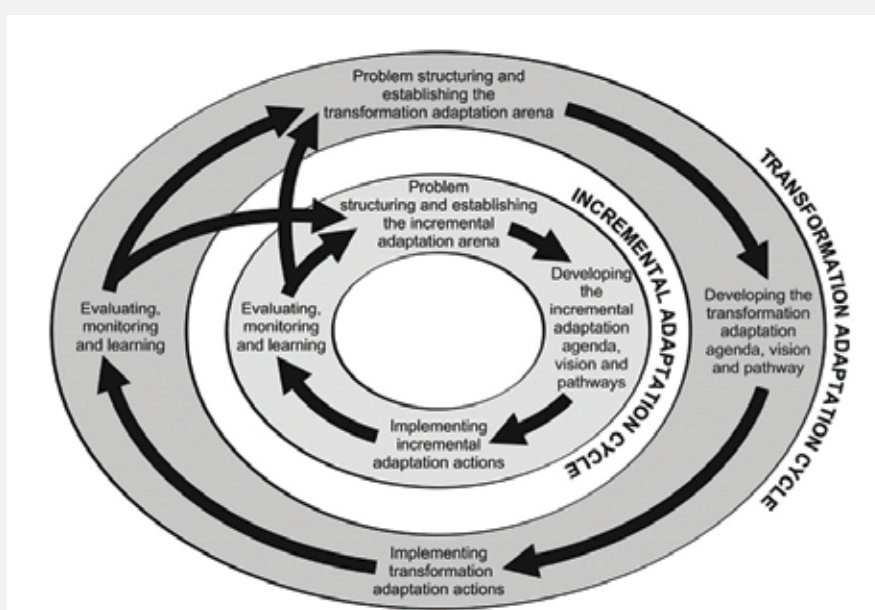 Problem structuring and
establishing the
transformation adaptation arena
TRANSFORMATION ADAPTATION CYCLE
INCREMENTAL ADAPTATION CYCLE
Problem
structuring and establishing
the incremental
adaptation arena
Developing
the
incremental
adaptation
agenda,
vision and
pathways
Developing the
transformation
adaptation
agenda, vision
and pathway
Evaluating,
monitoring
and learning
Evaluating,
monitoring
and learning
Implementing
incremental
adaptation actions
Implementing
transformation
adaptation actions